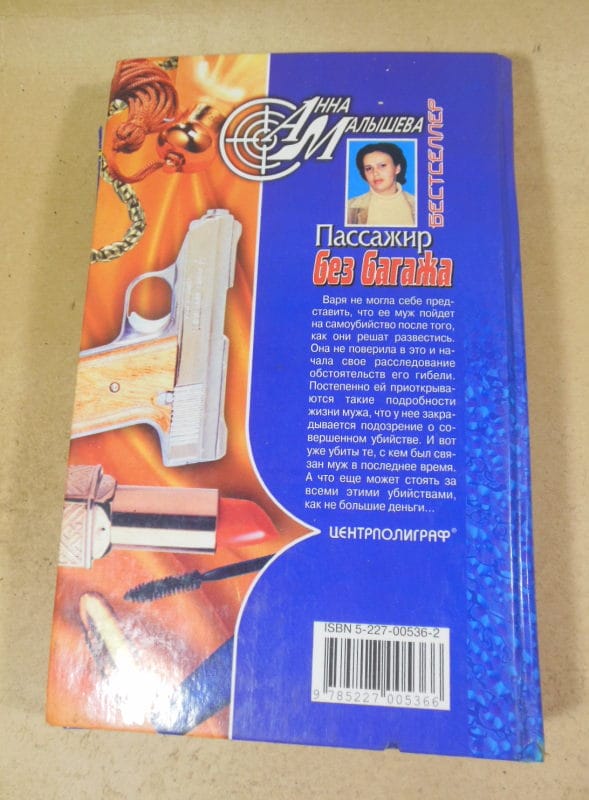 АННА
МАЛЫШЕВА
БЕСТСЕЛЛЕР
Пассажир
без багажа
Варя не могла себе пред-
ставить, что ее муж пойдет
на самоубийство после того,
как они решат развестись.
Она не поверила в это и на-
чала свое расследование
обстоятельств его гибели.
Постепенно ей приоткрыва-
ются такие подробности
жизни мужа, что у нее закра-
дывается подозрение о со-
вершенном убийстве. И вот
уже убиты те, с кем был свя-
зан муж в последнее время.
А что еще может стоять за
всеми этими убийствами,
как не большие деньги...
ЦЕНТРПОЛИГРАФ®
ISBN 5-227-00536-2
9 785227 005366